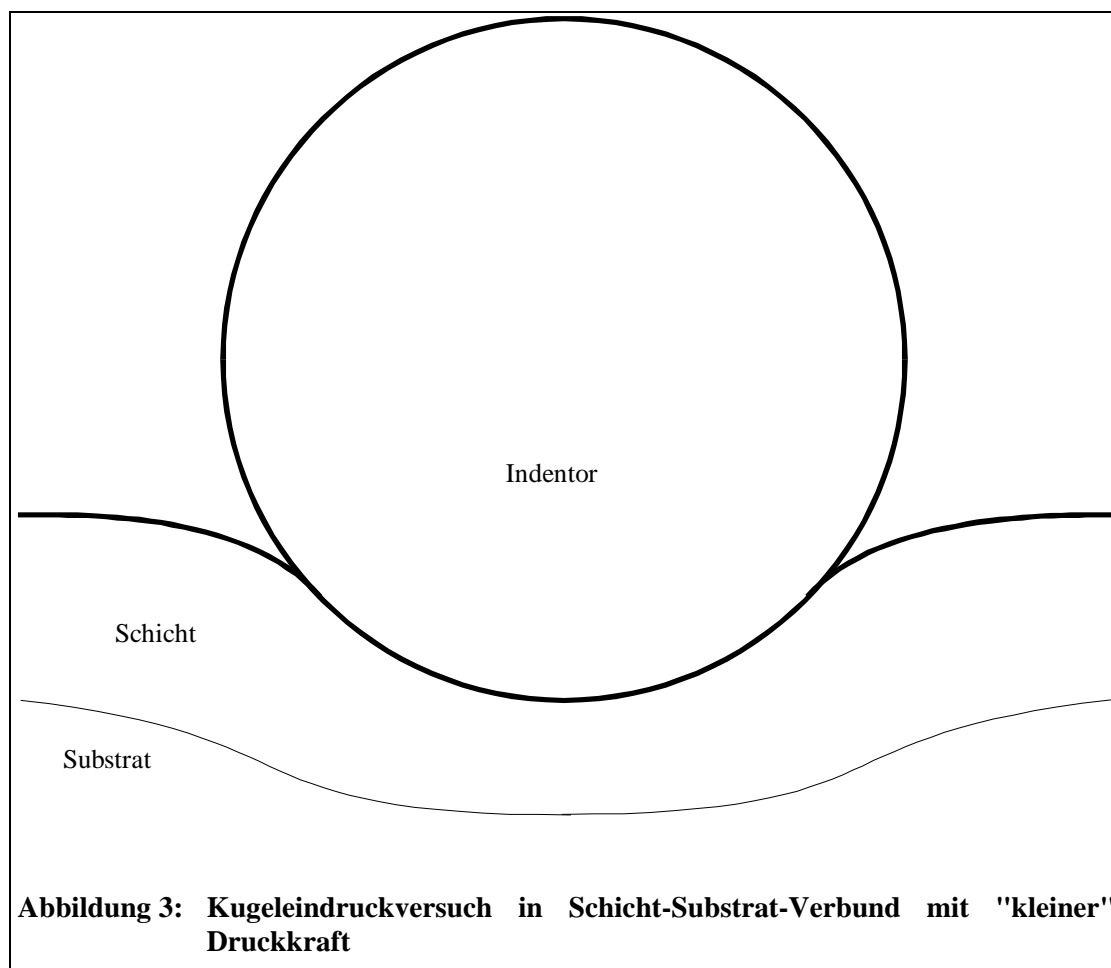 Indentor
Schicht
Substrat
Abbildung 3: Kugeleindruckversuch in Schicht-Substrat-Verbund mit "kleiner"
Druckkraft